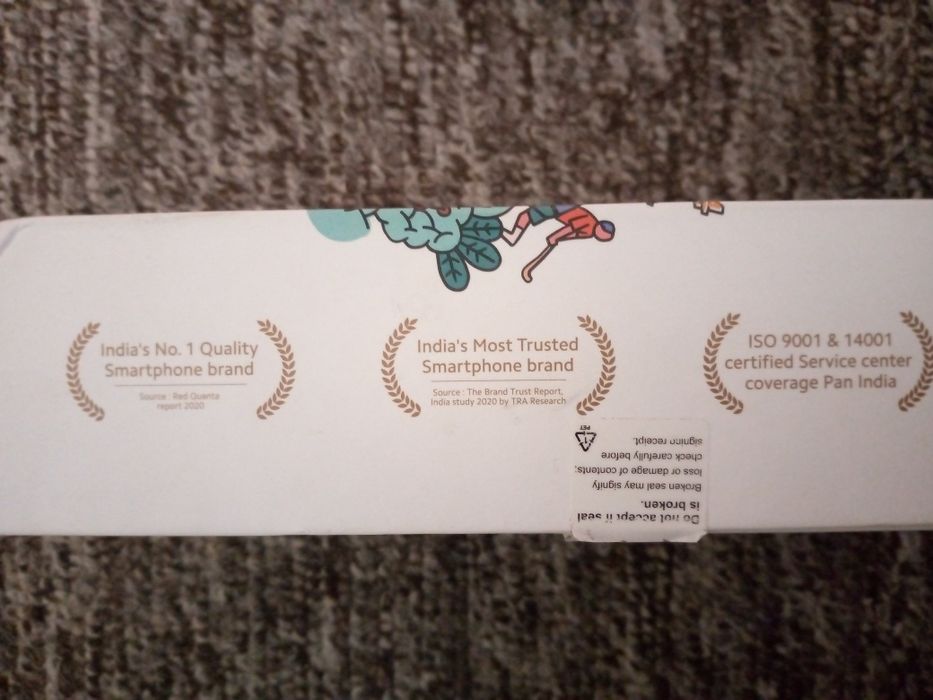 India's No. 1 Quality
Smartphone brand
Source : Red Quanta
report 2020
India's Most Trusted
Smartphone brand
Source : The Brand Trust Report,
India study 2020 by TRA Research
ISO 9001 & 14001
certified Service center
coverage Pan India
Do not accept if seal
is broken.
Broken seal may signify
loss or damage of contents;
check carefully before
signing receipt.
1
PET